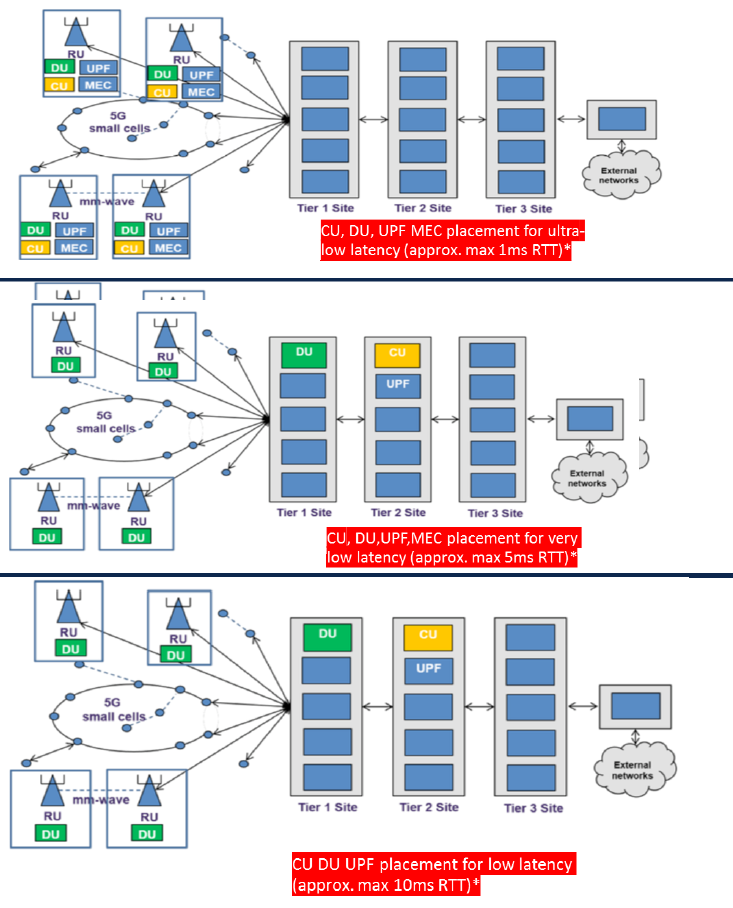 RU
RU
DU UPF
DU UPF
CU MEC
CU MEC
5G
small cells
mm-wave
RU
RU
DU UPF
DU UPF
CU MEC
CU MEC
External
networks
Tier 1 Site
Tier 2 Site
Tier 3 Site
CU, DU, UPF MEC placement for ultra-
low latency (approx. max 1ms RTT)*
RU
DU
RU
DU
DU
CU
UPF
5G
small cells
mm-wave
RU
DU
RU
DU
External
networks
Tier 1 Site
Tier 2 Site
Tier 3 Site
CU, DU,UPF,MEC placement for very
low latency (approx. max 5ms RTT)*
RU
DU
RU
DU
DU
CU
UPF
5G
small cells
mm-wave
RU
DU
RU
DU
External
networks
Tier 1 Site
Tier 2 Site
Tier 3 Site
CU DU UPF placement for low latency
(approx. max 10ms RTT)*